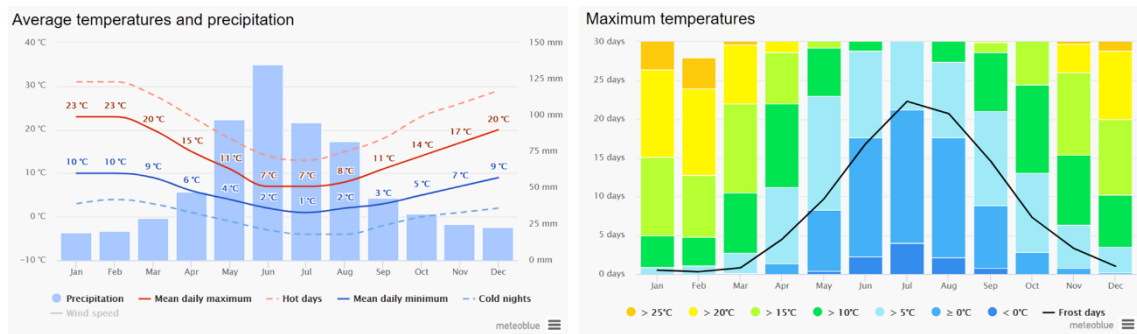 Average temperatures and precipitation
40 °C
30 °C
20 °C
10 °C
0 °C
−10 °C
150 mm
125 mm
100 mm
75 mm
50 mm
25 mm
0 mm
23 °C 23 °C 20 °C 15 °C 11 °C 7 °C 7 °C 8 °C 11 °C 14 °C 17 °C 20 °C
10 °C 10 °C 9 °C 6 °C 4 °C 2 °C 1 °C 2 °C 3 °C 5 °C 7 °C 9 °C
Jan Feb Mar Apr May Jun Jul Aug Sep Oct Nov Dec
Precipitation Mean daily maximum Hot days Mean daily minimum Cold nights
Wind speed
meteoblue
Maximum temperatures
30 days
25 days
20 days
15 days
10 days
5 days
0 days
Jan Feb Mar Apr May Jun Jul Aug Sep Oct Nov Dec
> 25°C > 20°C > 15°C > 10°C > 5°C ≥ 0°C < 0°C Frost days
meteoblue